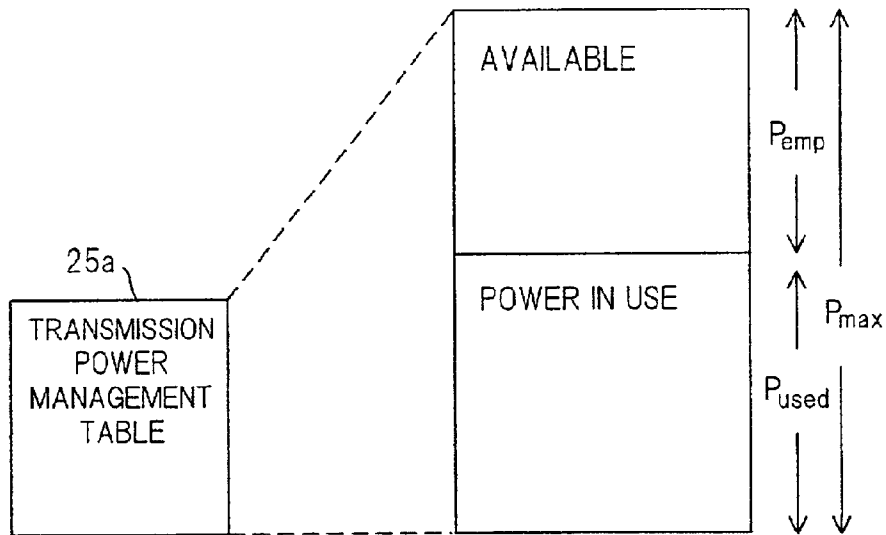 AVAILABLE
Pemp
25a
POWER IN USE
Pmax
TRANSMISSION
POWER
MANAGEMENT
TABLE
Pused